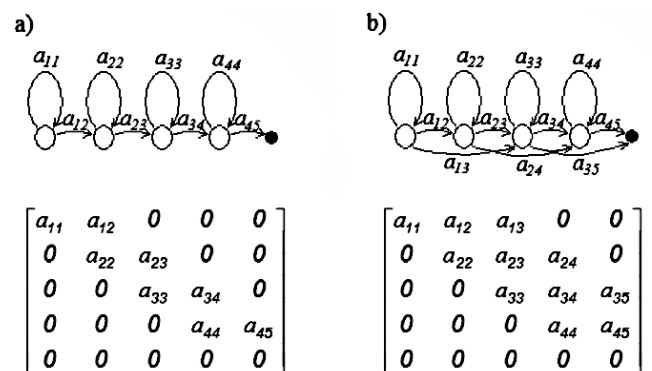 a)
a11 a22 a33 a44
a12 a23 a34 a45
a11 a12 0 0 0
0 a22 a23 0 0
0 0 a33 a34 0
0 0 0 a44 a45
0 0 0 0 0
b)
a11 a22 a33 a44
a12 a23 a34 a45
a13 a24 a35
a11 a12 a13 0 0
0 a22 a23 a24 0
0 0 a33 a34 a35
0 0 0 a44 a45
0 0 0 0 0